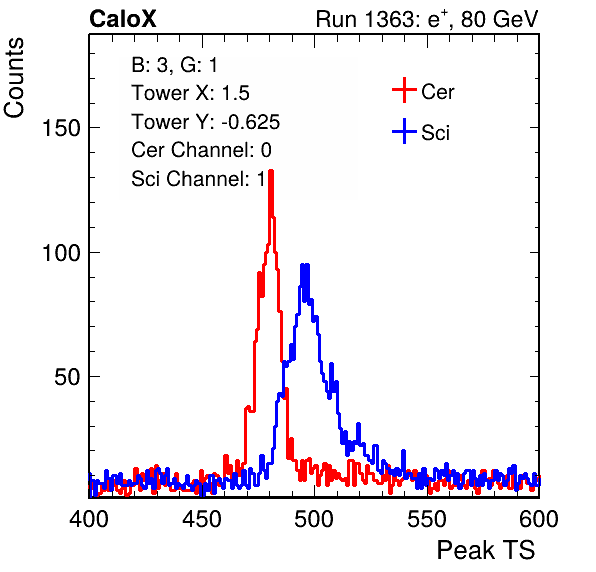 CaloX Run 1363: e⁺, 80 GeV
Counts
B: 3, G: 1
Tower X: 1.5
Tower Y: -0.625
Cer Channel: 0
Sci Channel: 1
Cer
Sci
150
100
50
400 450 500 550 600
Peak TS